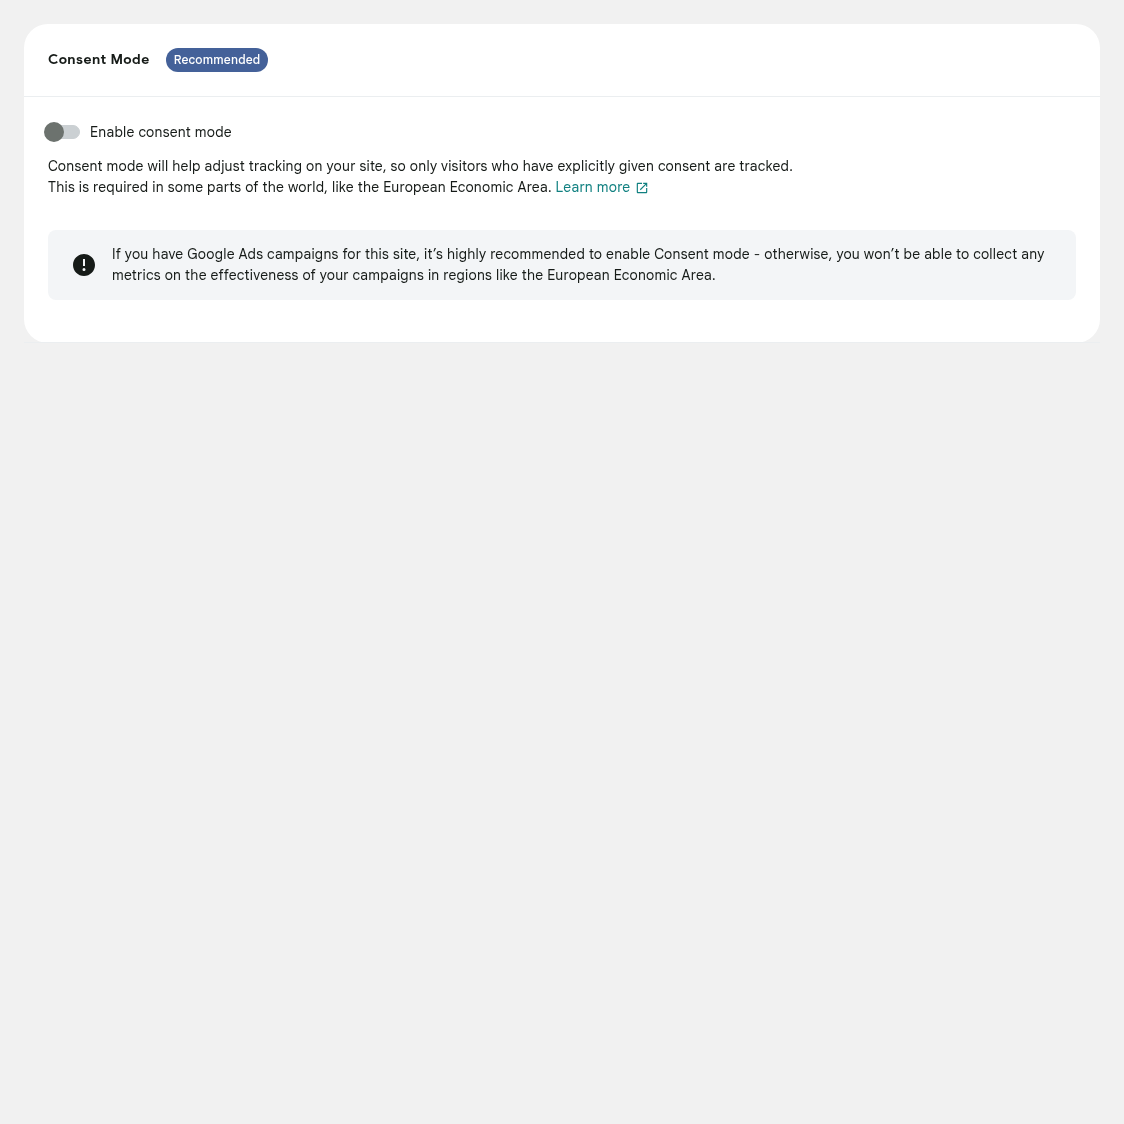 Consent Mode Recommended
Enable consent mode
Consent mode will help adjust tracking on your site, so only visitors who have explicitly given consent are tracked.
This is required in some parts of the world, like the European Economic Area. Learn more
If you have Google Ads campaigns for this site, it’s highly recommended to enable Consent mode - otherwise, you won’t be able to collect any
metrics on the effectiveness of your campaigns in regions like the European Economic Area.